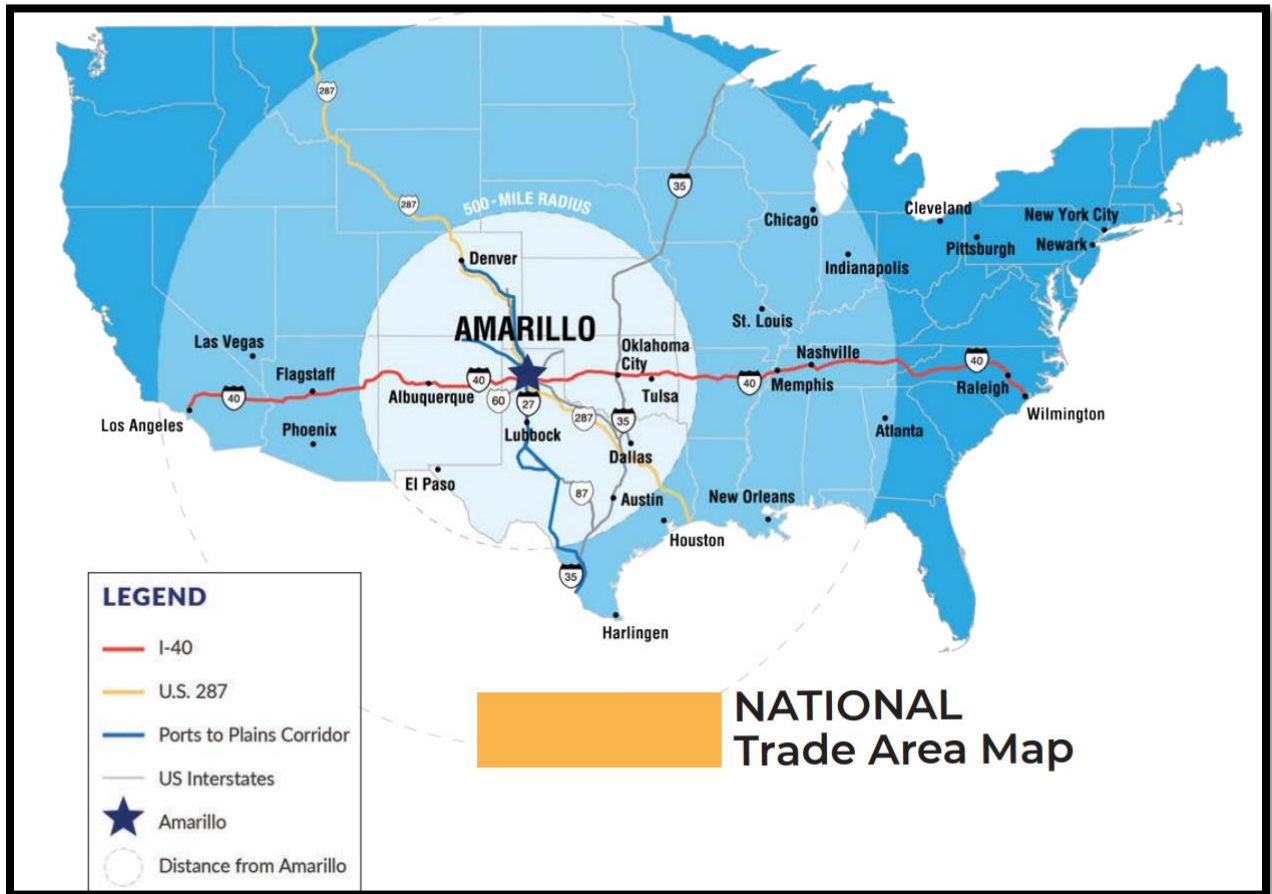 287
35
287
500-MILE RADIUS
Chicago
Cleveland
New York City
Pittsburgh
Newark
Indianapolis
Denver
AMARILLO
St. Louis
Las Vegas
Oklahoma
City
Nashville
Flagstaff
40
40
Albuquerque
40
Memphis
Raleigh
40
60
27
Tulsa
Los Angeles
Wilmington
287
35
Phoenix
Lubbock
Atlanta
Dallas
El Paso
87
Austin
New Orleans
Houston
35
Harlingen
LEGEND
I-40
U.S. 287
Ports to Plains Corridor
US Interstates
Amarillo
Distance from Amarillo
NATIONAL
Trade Area Map